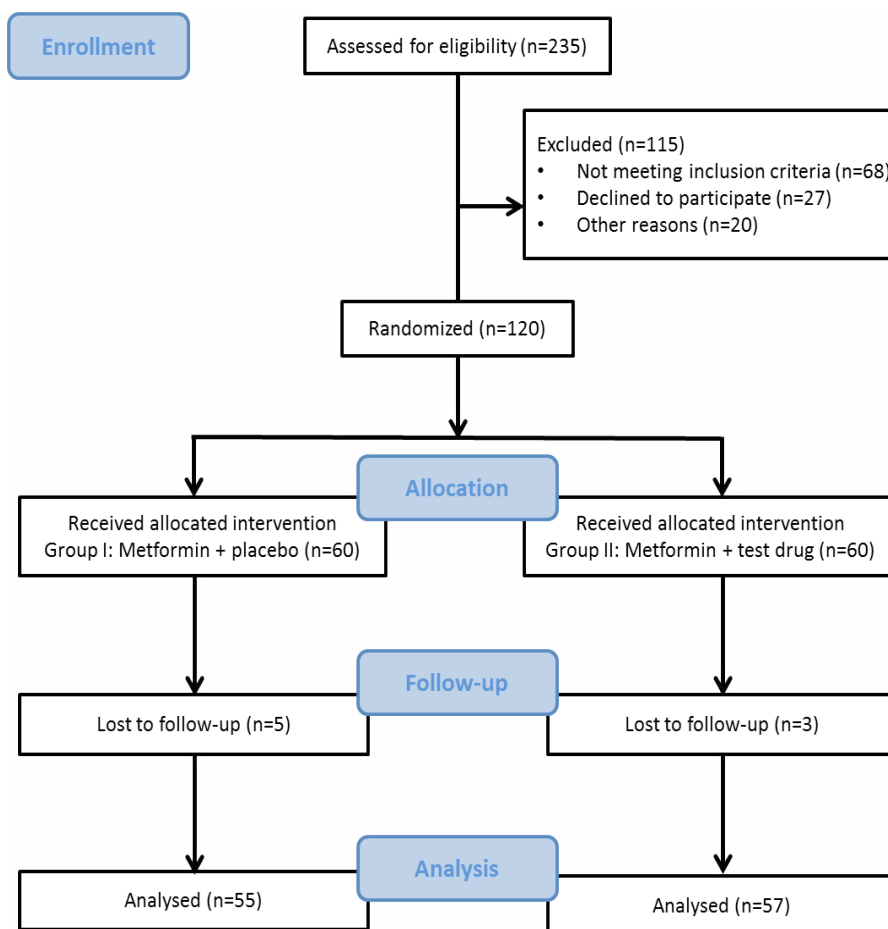 Enrollment
Assessed for eligibility (n=235)
Excluded (n=115)
• Not meeting inclusion criteria (n=68)
• Declined to participate (n=27)
• Other reasons (n=20)
Randomized (n=120)
Allocation
Received allocated intervention
Group I: Metformin + placebo (n=60)
Received allocated intervention
Group II: Metformin + test drug (n=60)
Follow-up
Lost to follow-up (n=5)
Lost to follow-up (n=3)
Analysis
Analysed (n=55)
Analysed (n=57)